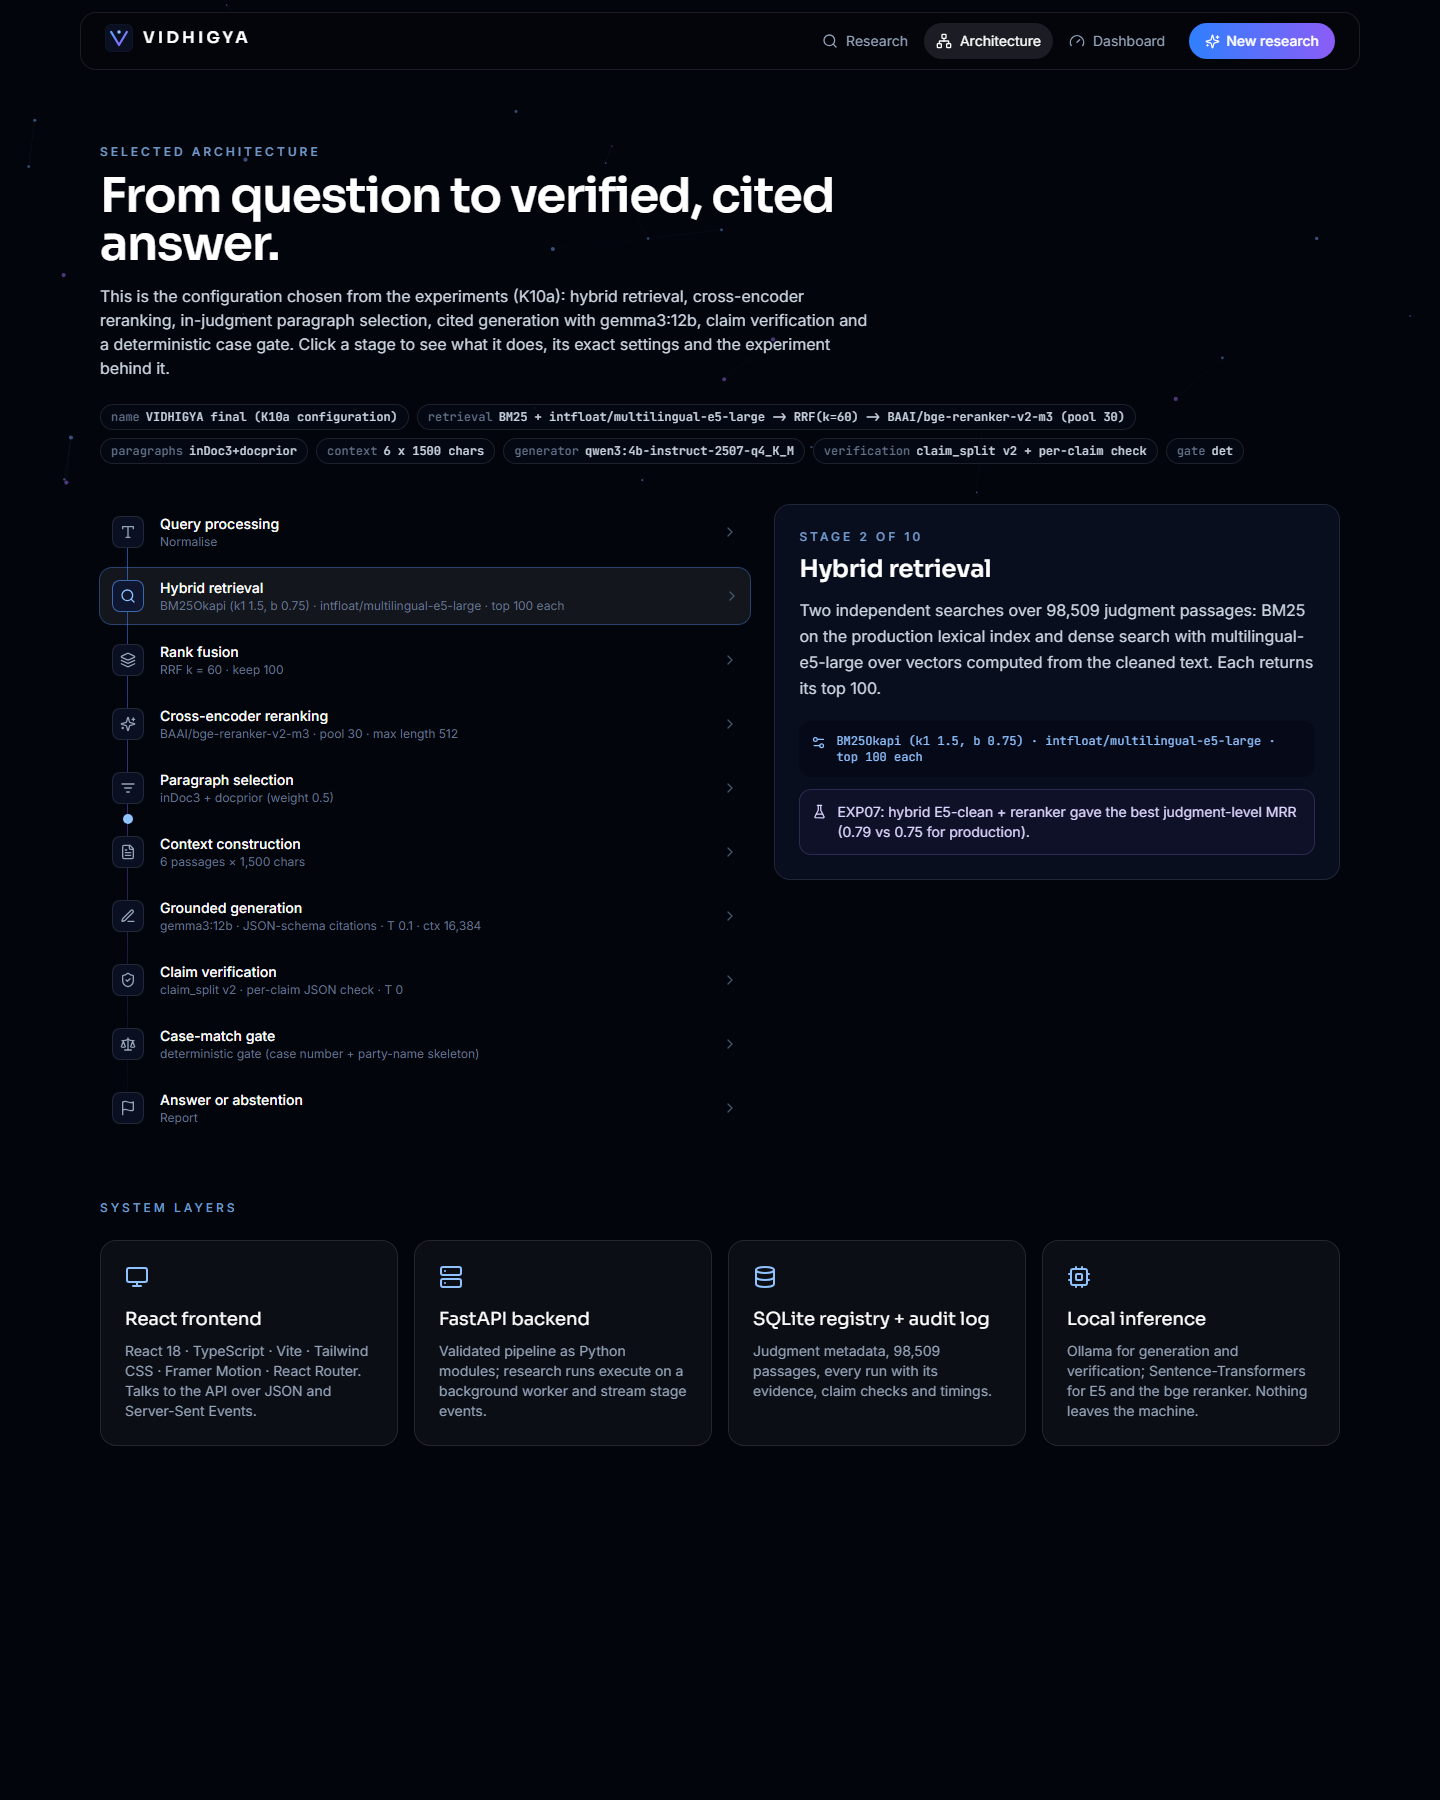 VIDHIGYA
Research
Architecture
Dashboard
New research
SELECTED ARCHITECTURE
From question to verified, cited
answer.
This is the configuration chosen from the experiments (K10a): hybrid retrieval, cross-encoder
reranking, in-judgment paragraph selection, cited generation with gemma3:12b, claim verification and
a deterministic case gate. Click a stage to see what it does, its exact settings and the experiment
behind it.
name VIDHIGYA final (K10a configuration)
retrieval BM25 + intfloat/multilingual-e5-large → RRF(k=60) → BAAI/bge-reranker-v2-m3 (pool 30)
paragraphs inDoc3+docprior
context 6 x 1500 chars
generator qwen3:4b-instruct-2507-q4_K_M
verification claim_split v2 + per-claim check
gate det
Query processing
Normalise
Hybrid retrieval
BM25Okapi (k1 1.5, b 0.75) · intfloat/multilingual-e5-large · top 100 each
Rank fusion
RRF k = 60 · keep 100
Cross-encoder reranking
BAAI/bge-reranker-v2-m3 · pool 30 · max length 512
Paragraph selection
inDoc3 + docprior (weight 0.5)
Context construction
6 passages × 1,500 chars
Grounded generation
gemma3:12b · JSON-schema citations · T 0.1 · ctx 16,384
Claim verification
claim_split v2 · per-claim JSON check · T 0
Case-match gate
deterministic gate (case number + party-name skeleton)
Answer or abstention
Report
STAGE 2 OF 10
Hybrid retrieval
Two independent searches over 98,509 judgment passages: BM25
on the production lexical index and dense search with multilingual-
e5-large over vectors computed from the cleaned text. Each returns
its top 100.
BM25Okapi (k1 1.5, b 0.75) · intfloat/multilingual-e5-large ·
top 100 each
EXP07: hybrid E5-clean + reranker gave the best judgment-level MRR
(0.79 vs 0.75 for production).
SYSTEM LAYERS
React frontend
React 18 · TypeScript · Vite · Tailwind
CSS · Framer Motion · React Router.
Talks to the API over JSON and
Server-Sent Events.
FastAPI backend
Validated pipeline as Python
modules; research runs execute on a
background worker and stream stage
events.
SQLite registry + audit log
Judgment metadata, 98,509
passages, every run with its
evidence, claim checks and timings.
Local inference
Ollama for generation and
verification; Sentence-Transformers
for E5 and the bge reranker. Nothing
leaves the machine.